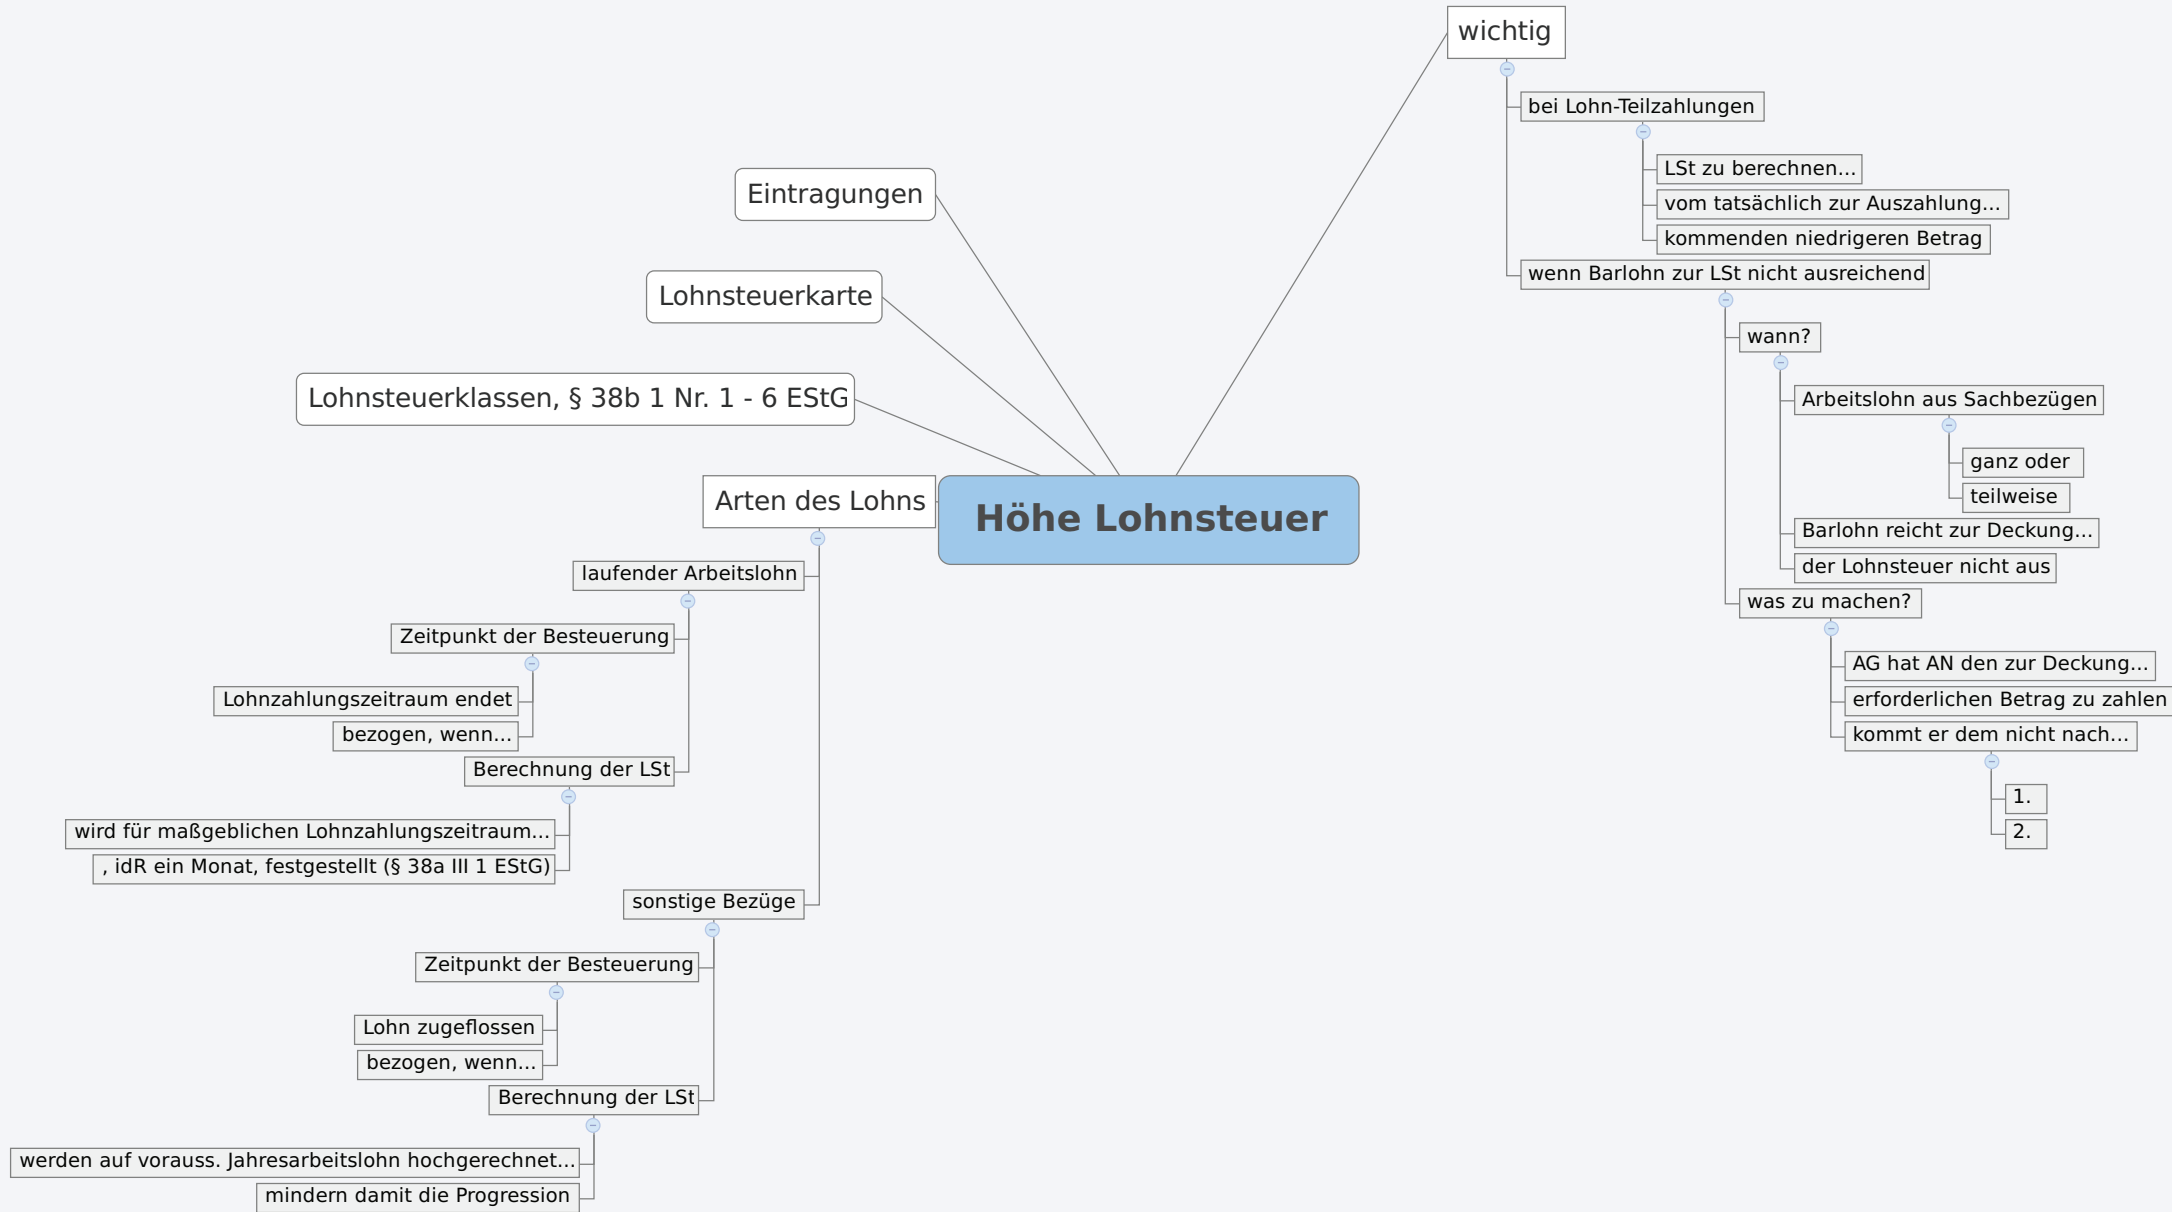 wichtig
bei Lohn-Teilzahlungen
LSt zu berechnen...
vom tatsächlich zur Auszahlung...
kommenden niedrigeren Betrag
wenn Barlohn zur LSt nicht ausreichend
wann?
Arbeitslohn aus Sachbezügen
ganz oder
teilweise
Barlohn reicht zur Deckung...
der Lohnsteuer nicht aus
was zu machen?
AG hat AN den zur Deckung...
erforderlichen Betrag zu zahlen
kommt er dem nicht nach...
1.
2.
Eintragungen
Lohnsteuerkarte
Lohnsteuerklassen, § 38b 1 Nr. 1 - 6 EStG
Höhe Lohnsteuer
Arten des Lohns
laufender Arbeitslohn
Zeitpunkt der Besteuerung
Lohnzahlungszeitraum endet
bezogen, wenn...
Berechnung der LSt
wird für maßgeblichen Lohnzahlungszeitraum...
, idR ein Monat, festgestellt (§ 38a III 1 EStG)
sonstige Bezüge
Zeitpunkt der Besteuerung
Lohn zugeflossen
bezogen, wenn...
Berechnung der LSt
werden auf vorauss. Jahresarbeitslohn hochgerechnet...
mindern damit die Progression